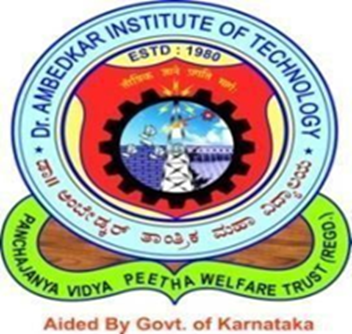 Dr. AMBEDKAR INSTITUTE OF TECHNOLOGY
ESTD : 1980
ಡಾ|| ಅಂಬೇಡ್ಕರ್ ತಾಂತ್ರಿಕ ಮಹಾ ವಿದ್ಯಾಲಯ
PANCHAJANYA VIDYA PEETHA WELFARE TRUST (REGD.)
Aided By Govt. of Karnataka